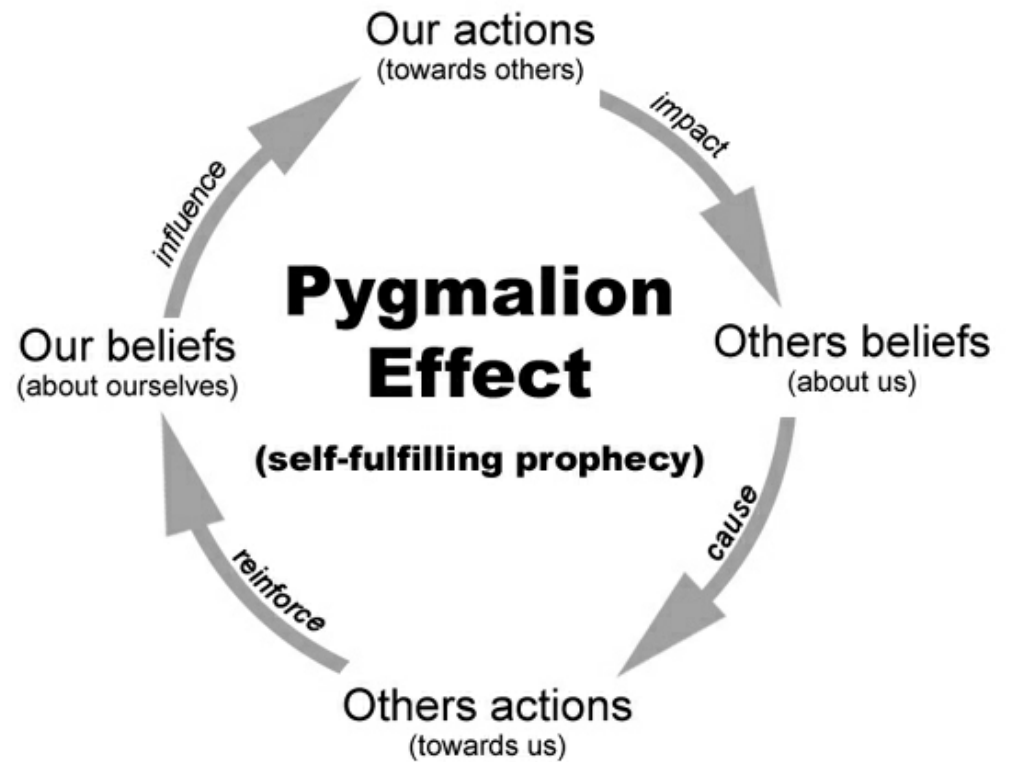 Our actions
(towards others)
impact
influence
Pygmalion
Effect
(self-fulfilling prophecy)
Our beliefs
(about ourselves)
Others beliefs
(about us)
cause
reinforce
Others actions
(towards us)